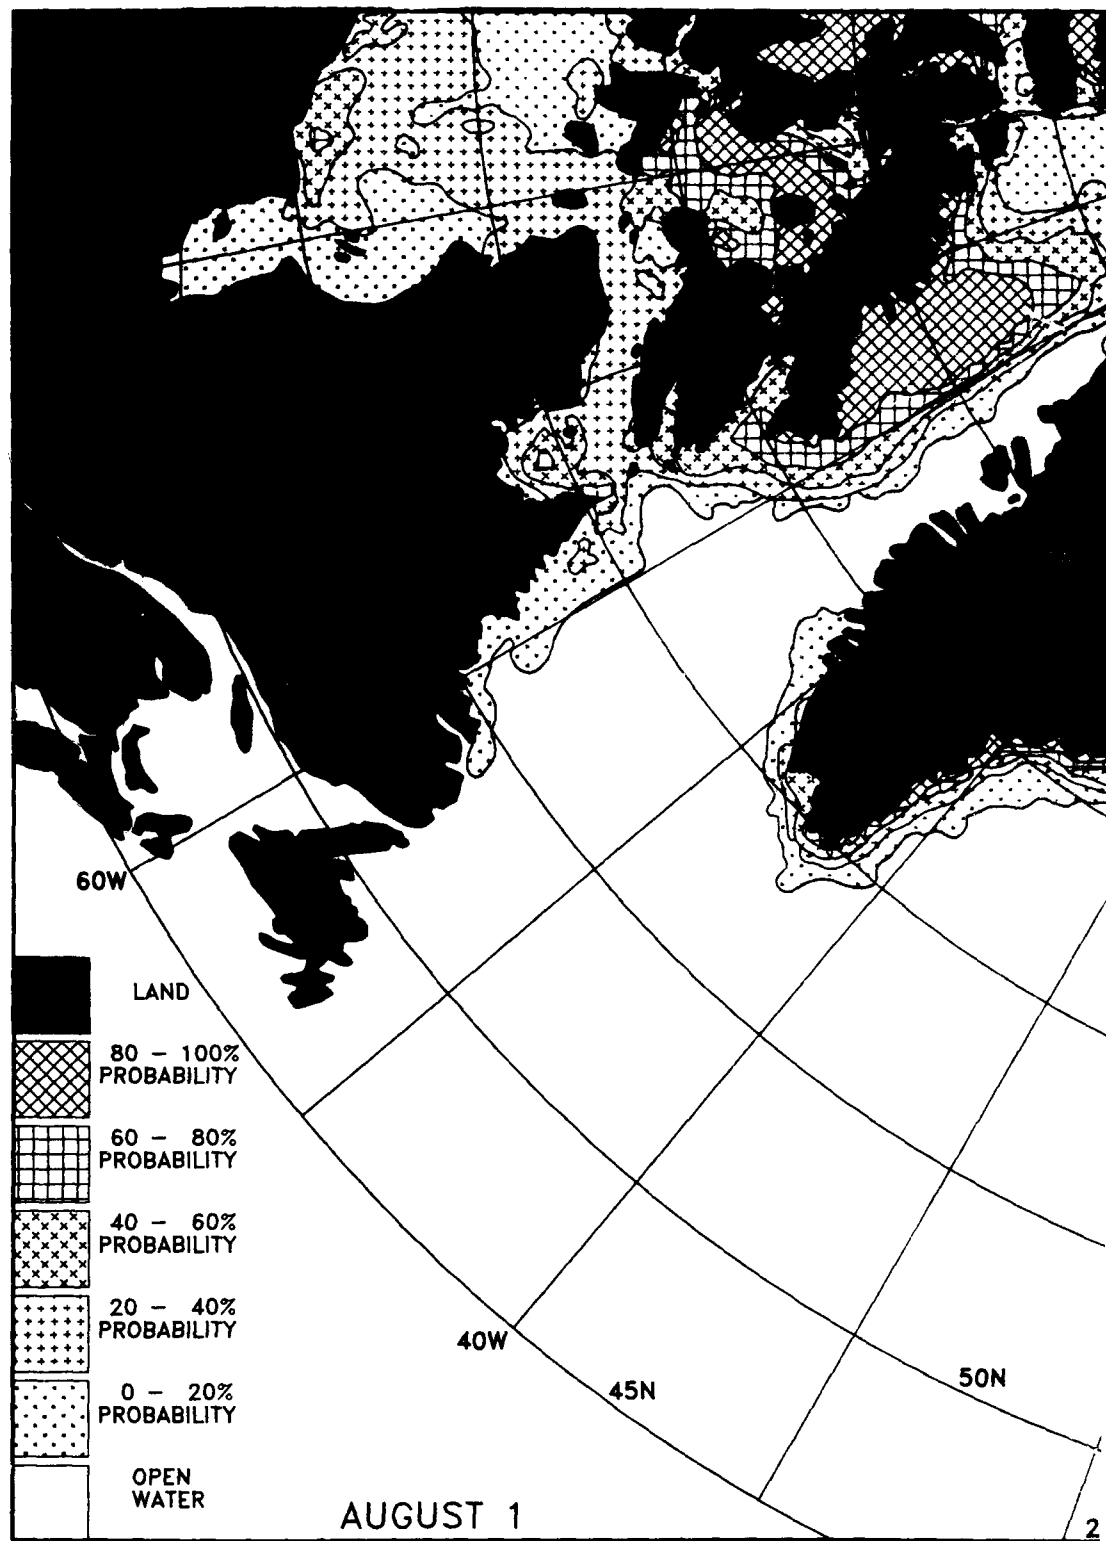 60W
LAND
80 – 100%
PROBABILITY
60 – 80%
PROBABILITY
40 – 60%
PROBABILITY
20 – 40%
PROBABILITY
0 – 20%
PROBABILITY
OPEN
WATER
40W
45N
50N
AUGUST 1
2